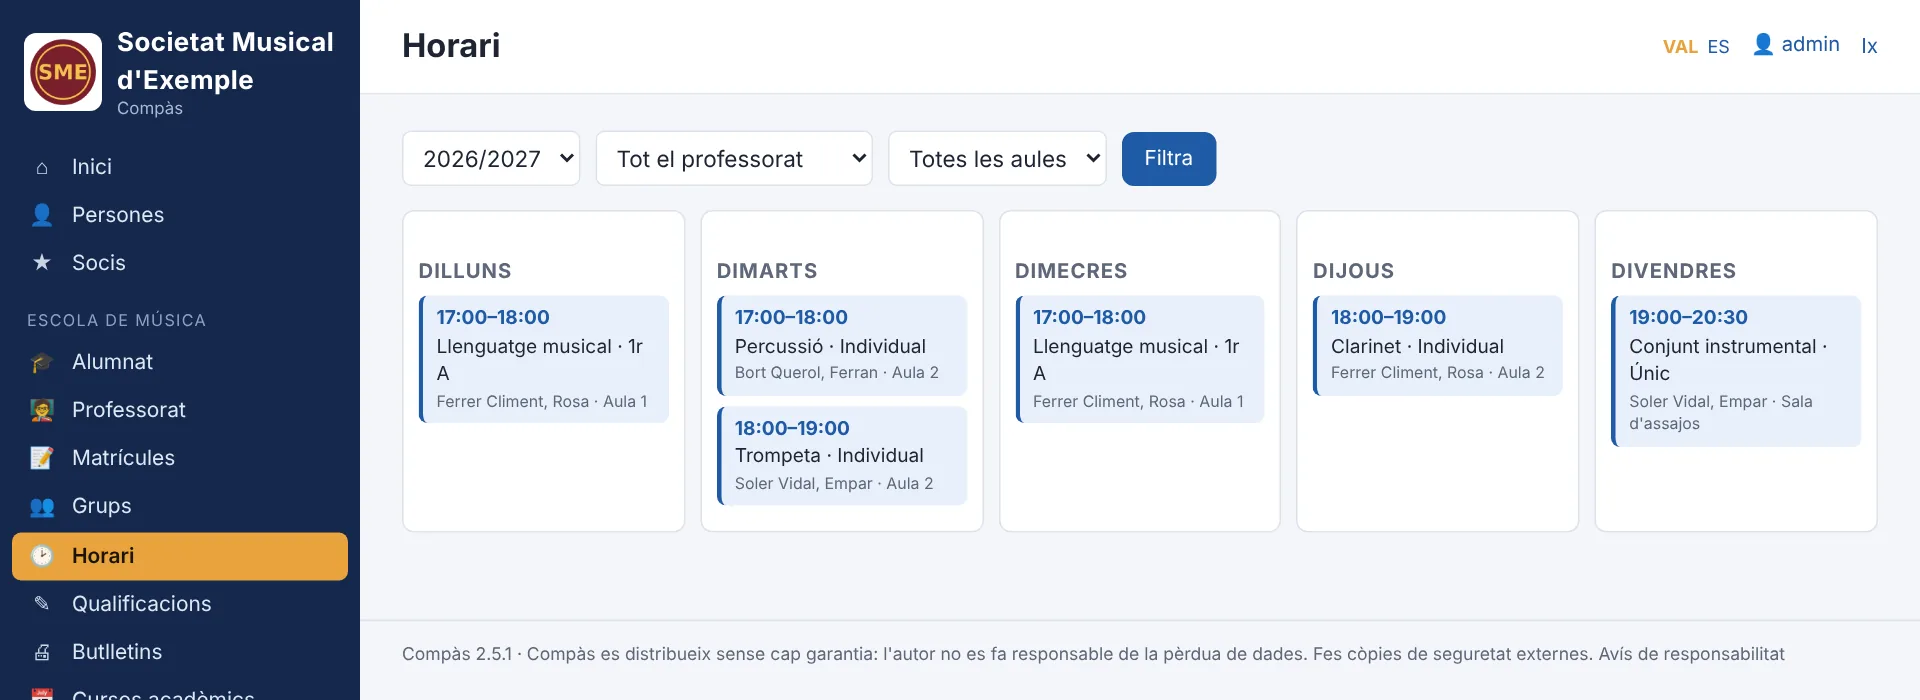 SME
Societat Musical
d'Exemple
Compàs
Inici
Persones
Socis
ESCOLA DE MÚSICA
Alumnat
Professorat
Matrícules
Grups
Horari
Qualificacions
Butlletins
Cursos acadèmics
Horari
VAL ES admin Ix
2026/2027 Tot el professorat Totes les aules Filtra
DILLUNS
17:00–18:00
Llenguatge musical · 1r
A
Ferrer Climent, Rosa · Aula 1
DIMARTS
17:00–18:00
Percussió · Individual
Bort Querol, Ferran · Aula 2
18:00–19:00
Trompeta · Individual
Soler Vidal, Empar · Aula 2
DIMECRES
17:00–18:00
Llenguatge musical · 1r
A
Ferrer Climent, Rosa · Aula 1
DIJOUS
18:00–19:00
Clarinet · Individual
Ferrer Climent, Rosa · Aula 2
DIVENDRES
19:00–20:30
Conjunt instrumental ·
Únic
Soler Vidal, Empar · Sala
d'assajos
Compàs 2.5.1 · Compàs es distribueix sense cap garantia: l'autor no es fa responsable de la pèrdua de dades. Fes còpies de seguretat externes. Avís de responsabilitat